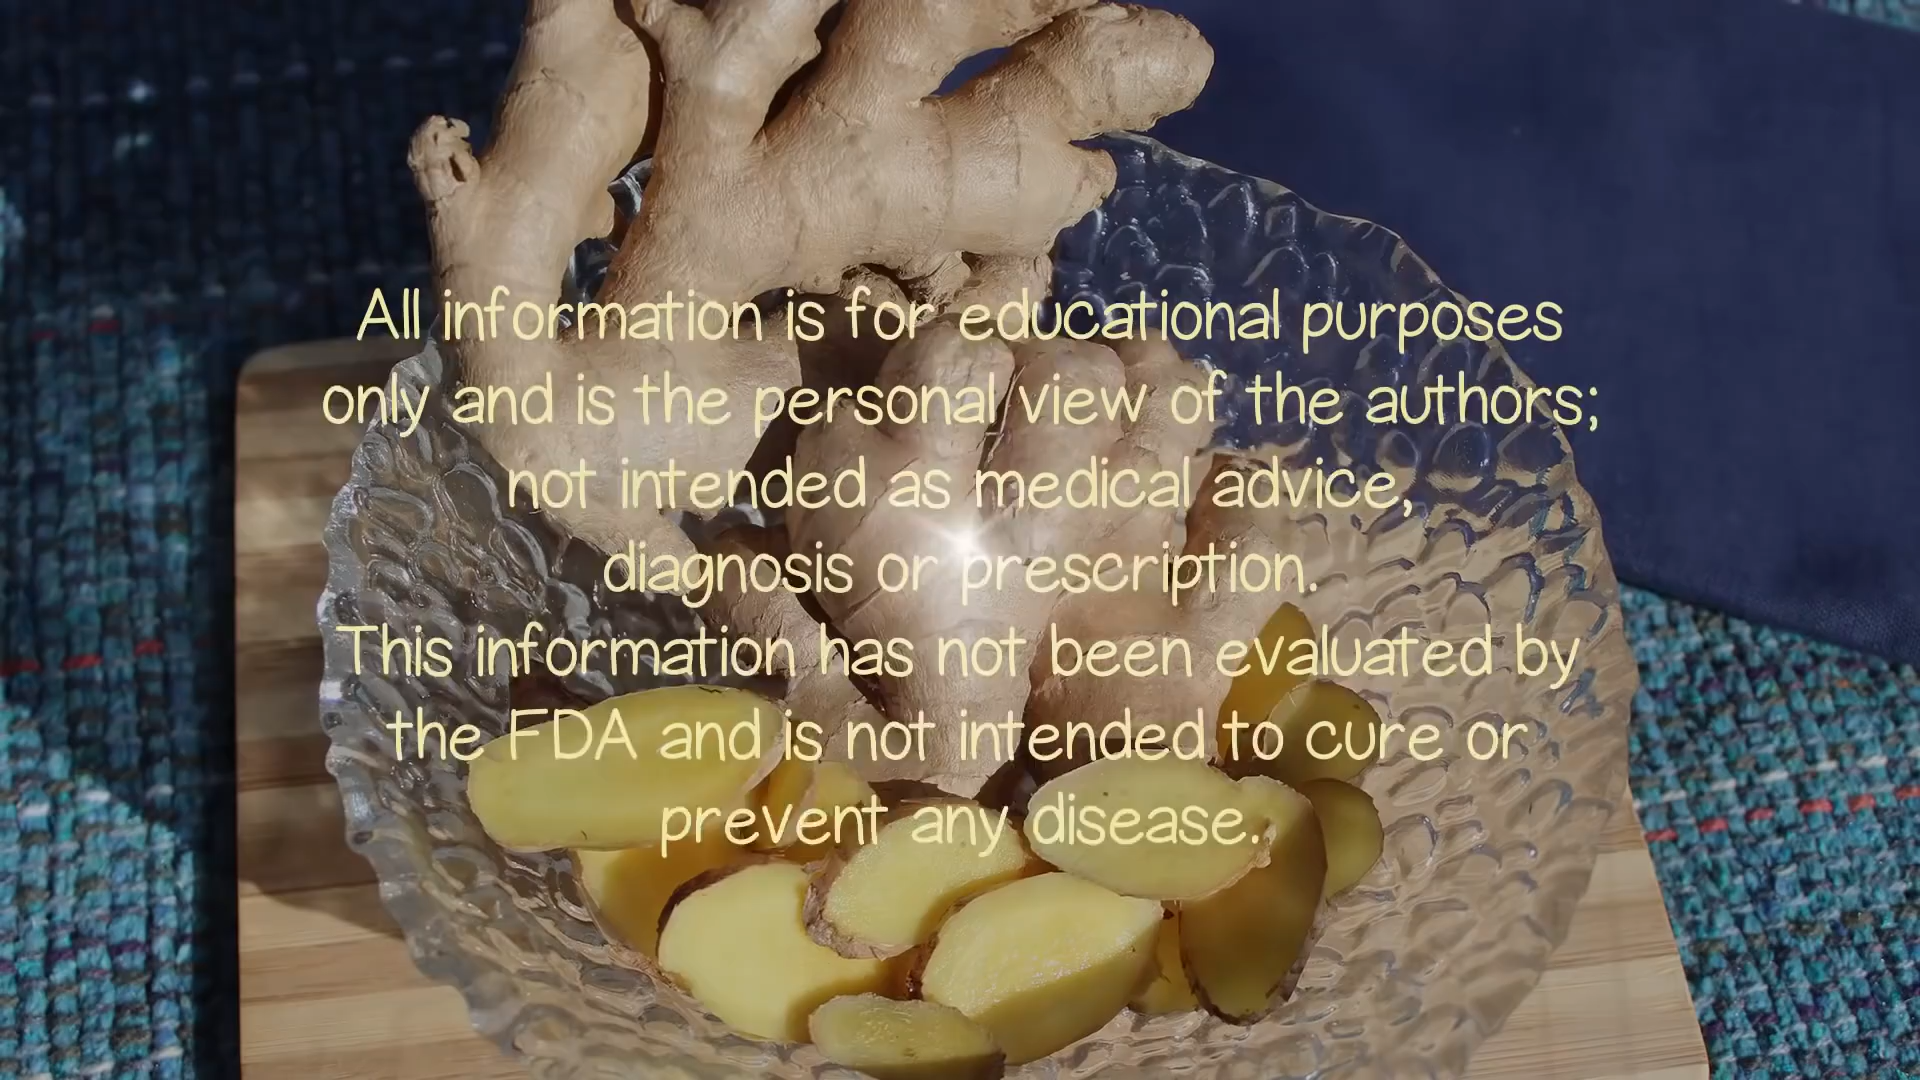 All information is for educational purposes
only and is the personal view of the authors;
not intended as medical advice,
diagnosis or prescription.
This information has not been evaluated by
the FDA and is not intended to cure or
prevent any disease.